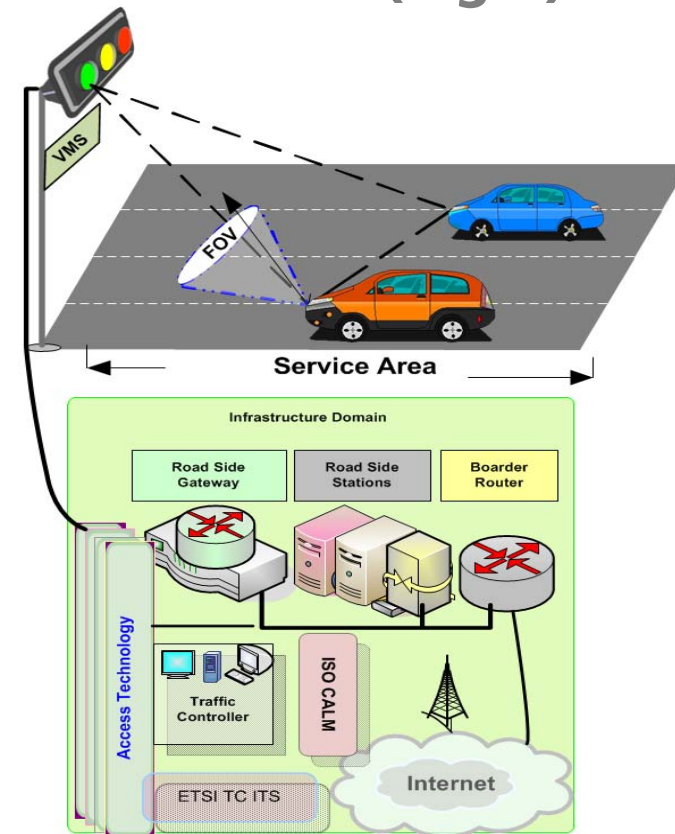 VMS
FOV
Service Area
Infrastructure Domain
Road Side
Gateway
Road Side
Stations
Boarder
Router
Access Technology
Traffic
Controller
ISO CALM
ETSI TC ITS
Internet